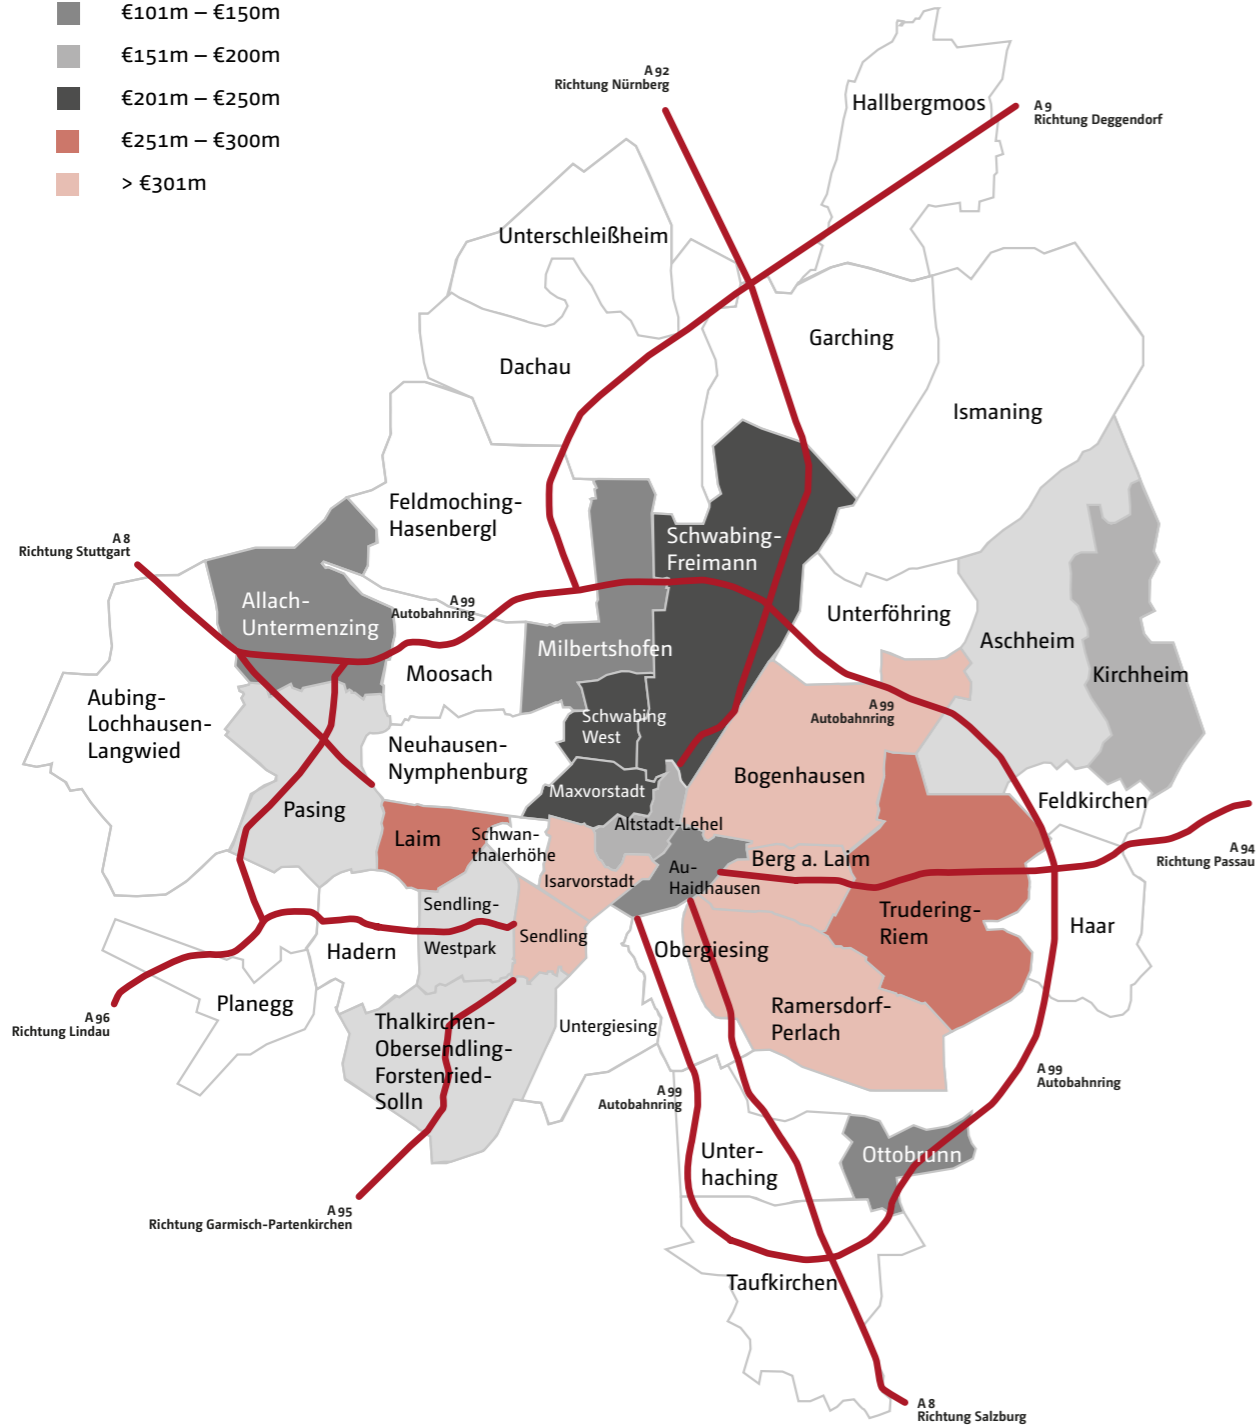 €101m – €150m
€151m – €200m
€201m – €250m
€251m – €300m
> €301m
A 92
Richtung Nürnberg
Hallbergmoos
A 9
Richtung Deggendorf
Unterschleißheim
Garching
Dachau
Ismaning
Feldmoching-
Hasenbergl
Schwabing-
Freimann
A 8
Richtung Stuttgart
Allach-
Untermenzing
A 99
Autobahnring
Unterföhring
Aschheim
Milbertshofen
Moosach
Kirchheim
Aubing-
Lochhausen-
Langwied
Schwabing
West
A 99
Autobahnring
Neuhausen-
Nymphenburg
Bogenhausen
Maxvorstadt
Feldkirchen
Pasing
Altstadt-Lehel
Laim
Schwan-
thalerhöhe
Berg a. Laim
A 94
Richtung Passau
Isarvorstadt
Au-
Haidhausen
Sendling-
Westpark
Sendling
Trudering-
Riem
Haar
Hadern
Obergiesing
Planegg
Ramersdorf-
Perlach
A 96
Richtung Lindau
Thalkirchen-
Obersendling-
Forstenried-
Solln
Untergiesing
A 99
Autobahnring
A 99
Autobahnring
Unter-
haching
Ottobrunn
A 95
Richtung Garmisch-Partenkirchen
Taufkirchen
A 8
Richtung Salzburg